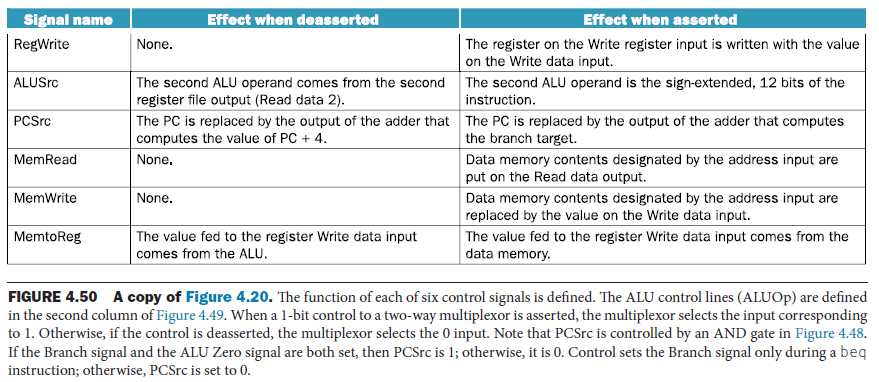 Signal name Effect when deasserted Effect when asserted
RegWrite None. The register on the Write register input is written with the value
on the Write data input.
ALUSrc The second ALU operand comes from the second The second ALU operand is the sign-extended, 12 bits of the
register file output (Read data 2). instruction.
PCSrc The PC is replaced by the output of the adder that The PC is replaced by the output of the adder that computes
computes the value of PC + 4. the branch target.
MemRead None. Data memory contents designated by the address input are
put on the Read data output.
MemWrite None. Data memory contents designated by the address input are
replaced by the value on the Write data input.
MemtoReg The value fed to the register Write data input The value fed to the register Write data input comes from the
comes from the ALU. data memory.
FIGURE 4.50 A copy of Figure 4.20. The function of each of six control signals is defined. The ALU control lines (ALUOp) are defined
in the second column of Figure 4.49. When a 1-bit control to a two-way multiplexor is asserted, the multiplexor selects the input corresponding
to 1. Otherwise, if the control is deasserted, the multiplexor selects the 0 input. Note that PCSrc is controlled by an AND gate in Figure 4.48.
If the Branch signal and the ALU Zero signal are both set, then PCSrc is 1; otherwise, it is 0. Control sets the Branch signal only during a beq
instruction; otherwise, PCSrc is set to 0.